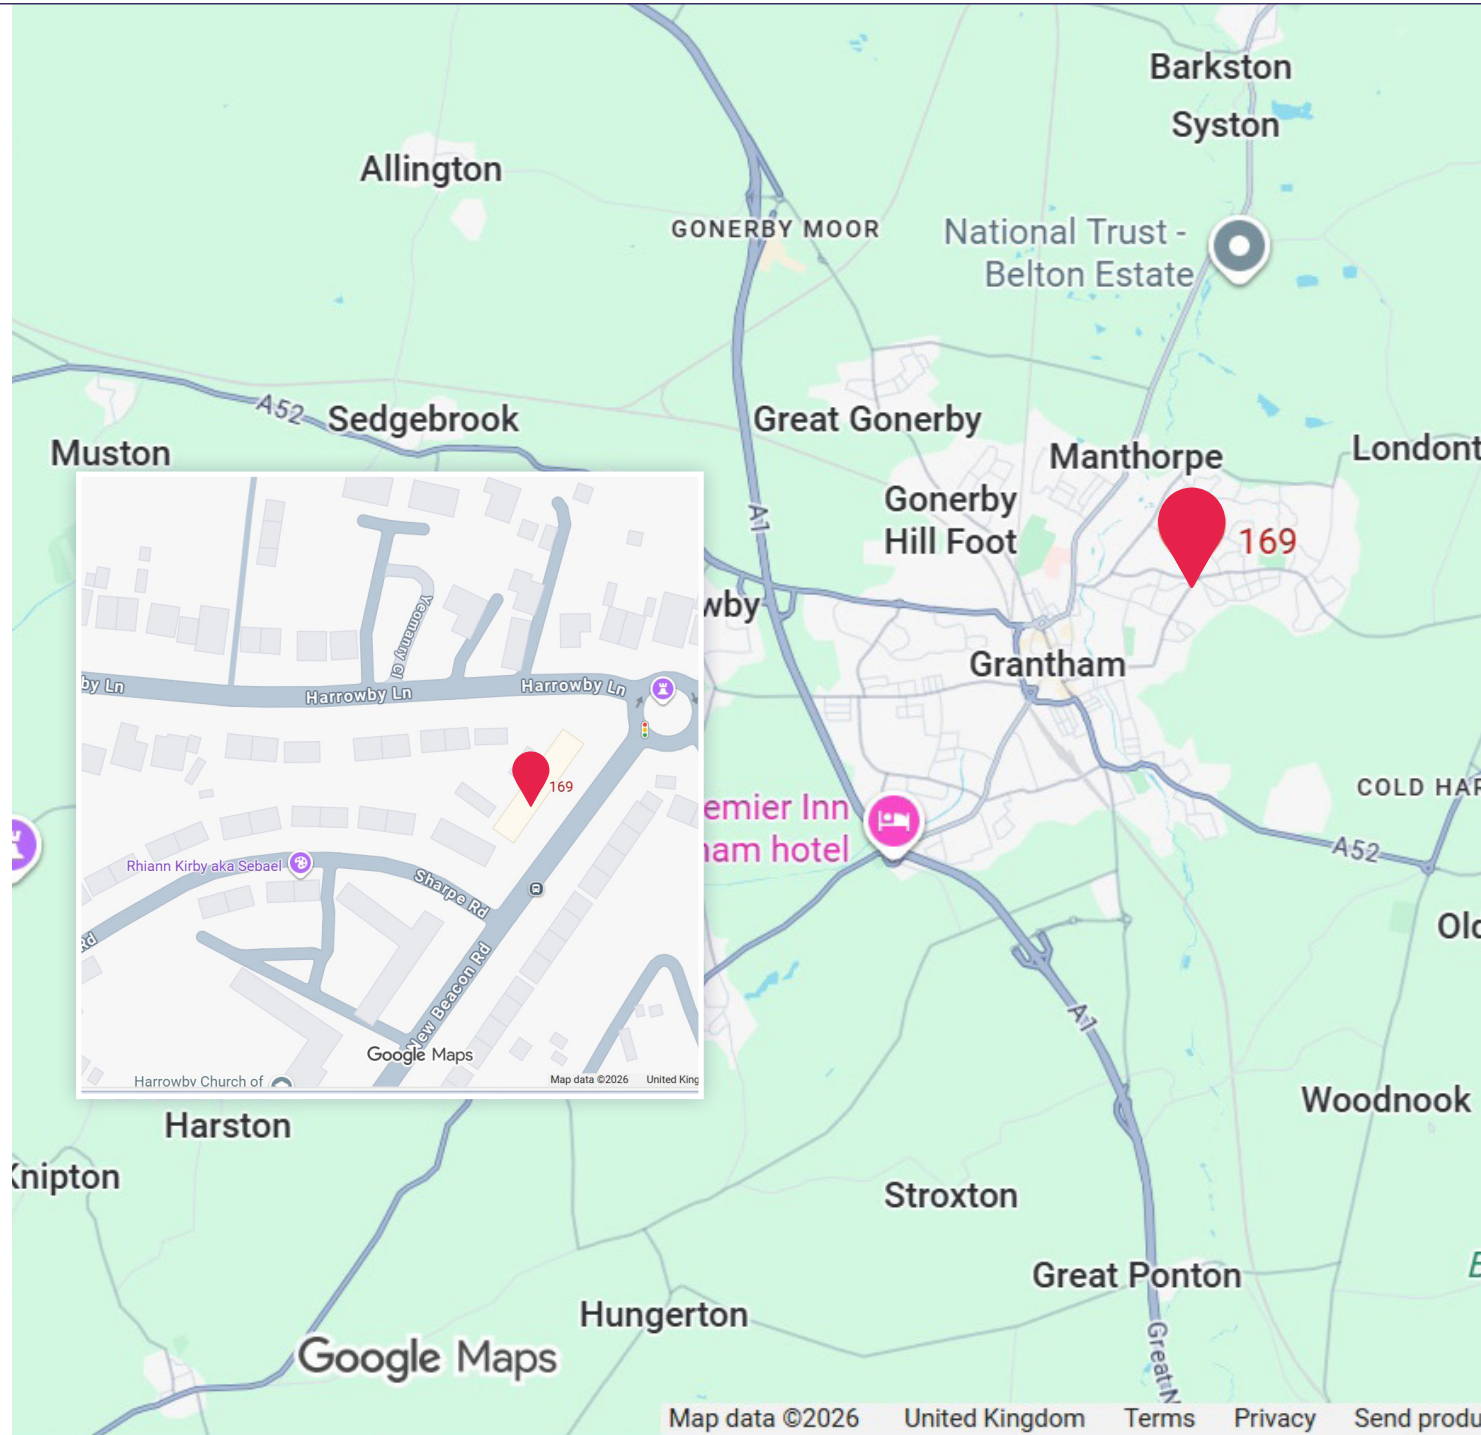 Barkston
Syston
Allington
GONERBY MOOR
National Trust -
Belton Estate
A52
Sedgebrook
Great Gonerby
Muston
Manthorpe
Londont
Gonerby
Hill Foot
A1
169
wby
Grantham
emier Inn
ham hotel
COLD HAR
A52
Old
A1
Woodnook
Harston
Knipton
Stroxton
Great Ponton
Hungerton
Great N
Google Maps
Map data ©2026 United Kingdom Terms Privacy Send produ
Yeomanry Cl
by Ln
Harrowby Ln
Harrowby Ln
169
Rhiann Kirby aka Sebael
Sharpe Rd
Rd
New Beacon Rd
Google Maps
Harrowby Church of
Map data ©2026 United King